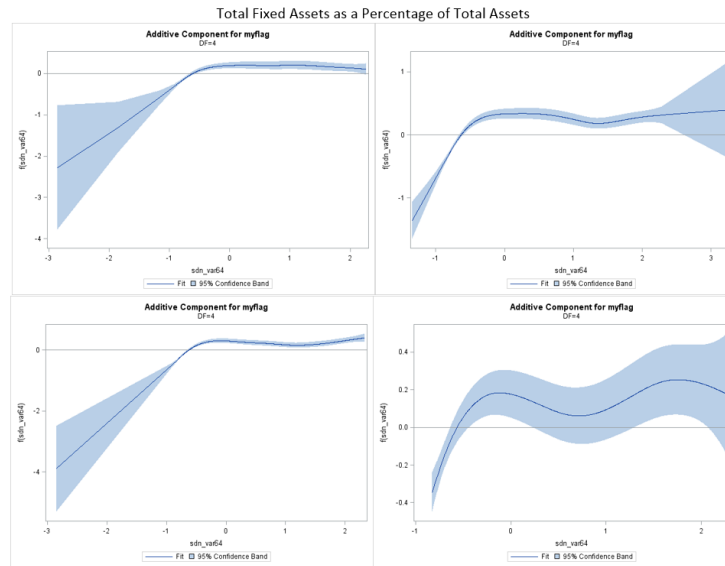 Total Fixed Assets as a Percentage of Total Assets
Additive Component for myflag
DF=4
f(sdn_var64)
0
-1
-2
-3
-4
-3 -2 -1 0 1 2
sdn_var64
Fit 95% Confidence Band
Additive Component for myflag
DF=4
f(sdn_var64)
1
0
-1
-1 0 1 2 3
sdn_var64
Fit 95% Confidence Band
Additive Component for myflag
DF=4
f(sdn_var64)
0
-2
-4
-3 -2 -1 0 1 2
sdn_var64
Fit 95% Confidence Band
Additive Component for myflag
DF=4
f(sdn_var64)
0.4
0.2
0.0
-0.2
-0.4
-1 0 1 2
sdn_var64
Fit 95% Confidence Band